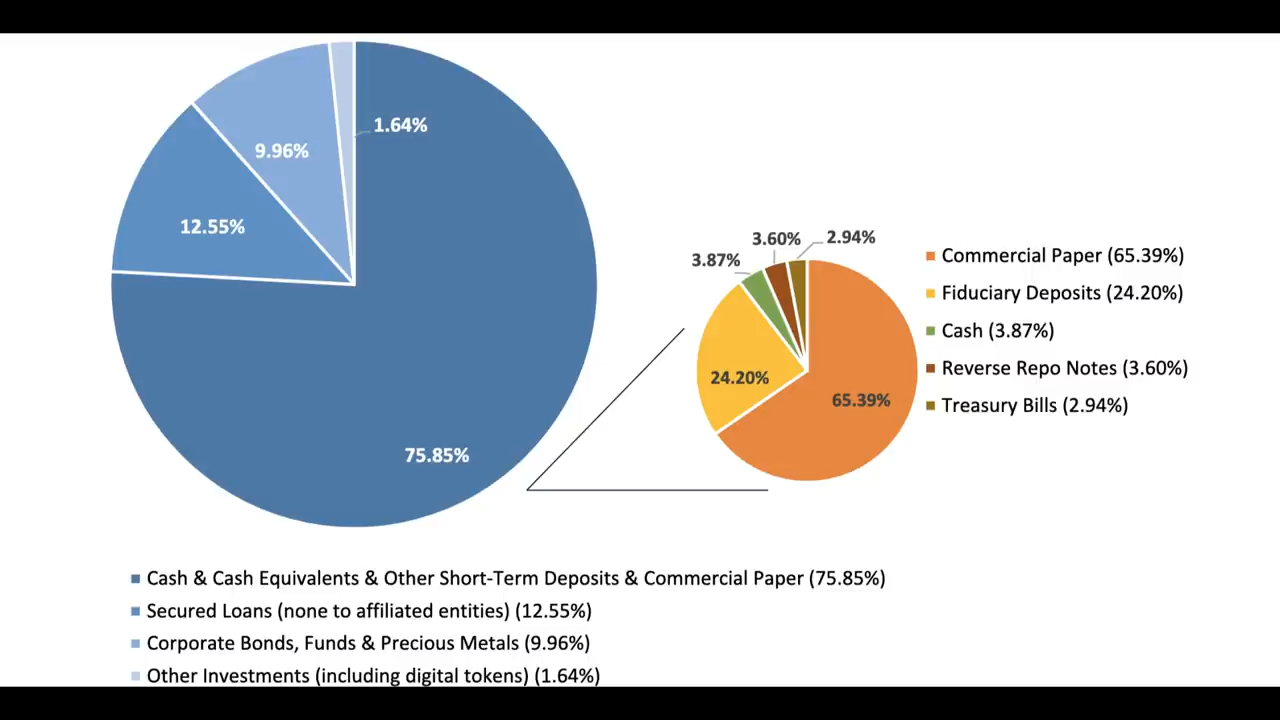 1.64%
9.96%
12.55%
75.85%
3.60%
2.94%
3.87%
24.20%
65.39%
Commercial Paper (65.39%)
Fiduciary Deposits (24.20%)
Cash (3.87%)
Reverse Repo Notes (3.60%)
Treasury Bills (2.94%)
Cash & Cash Equivalents & Other Short-Term Deposits & Commercial Paper (75.85%)
Secured Loans (none to affiliated entities) (12.55%)
Corporate Bonds, Funds & Precious Metals (9.96%)
Other Investments (including digital tokens) (1.64%)